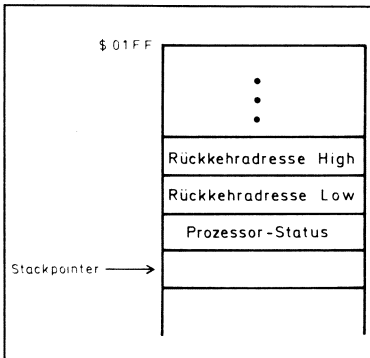 $01FF
Rückkehradresse High
Rückkehradresse Low
Prozessor-Status
Stackpointer